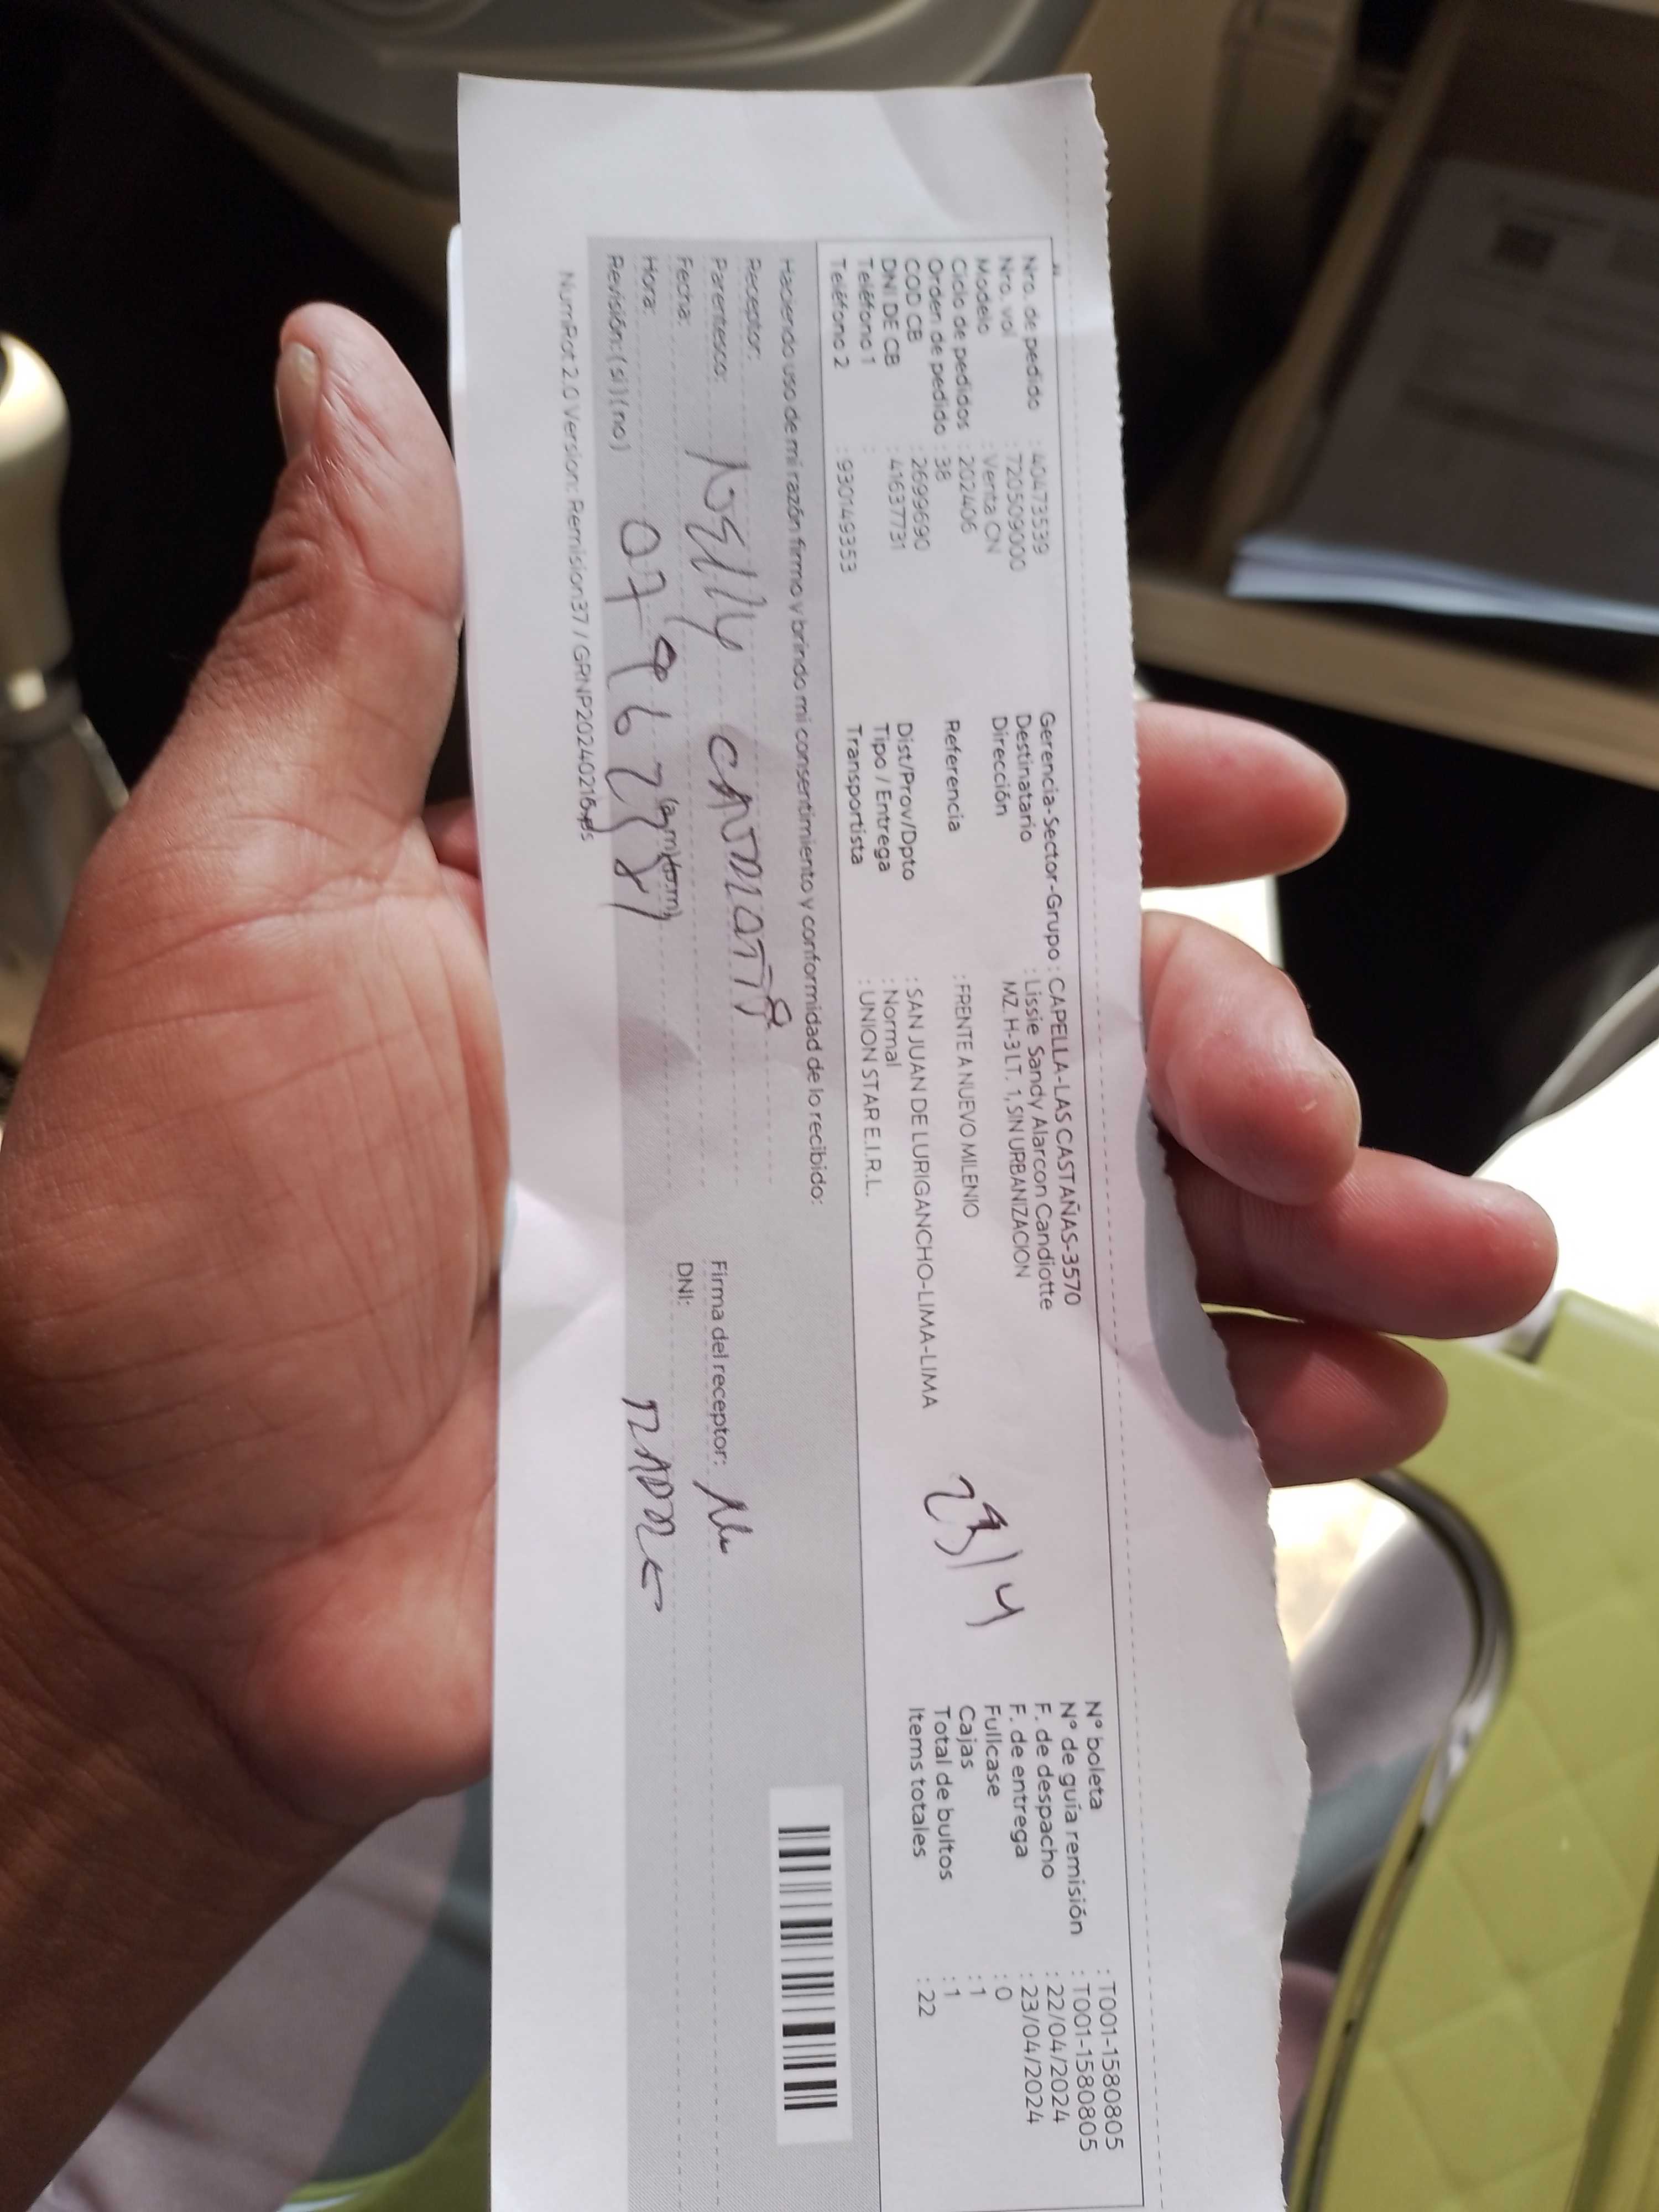 Nro. de pedido : 40473539
Nro. vol : 720509000
Modelo : Venta CN
Ciclo de pedidos : 202406
Orden de pedido : 38
COD CB : 2699690
DNI DE CB : 41637731
Teléfono 1 :
Teléfono 2 : 930149353
Gerencia-Sector-Grupo : CAPELLA-LAS CASTAÑAS-3570
Destinatario : Lissie Sandy Alarcon Candiotte
Dirección MZ. H-3 LT. 1, SIN URBANIZACION
Referencia : FRENTE A NUEVO MILENIO
Dist/Prov/Dpto : SAN JUAN DE LURIGANCHO-LIMA-LIMA
Tipo / Entrega : Normal
Transportista : UNION STAR E.I.R.L.
23/4
N° boleta : T001-1580805
N° de guía remisión : T001-1580805
F. de despacho : 22/04/2024
F. de entrega : 23/04/2024
Fullcase : 0
Cajas : 1
Total de bultos : 1
Items totales : 22
Haciendo uso de mi razón firmo y brindo mi consentimiento y conformidad de lo recibido:
Receptor:
Parentesco: Nelly
Fecha:
Hora: (a.m)(p.m)
Revisión: (si) (no)
Firma del receptor:
DNI:
NumRot 2.0 Version: Remision37 / GRNP20240216